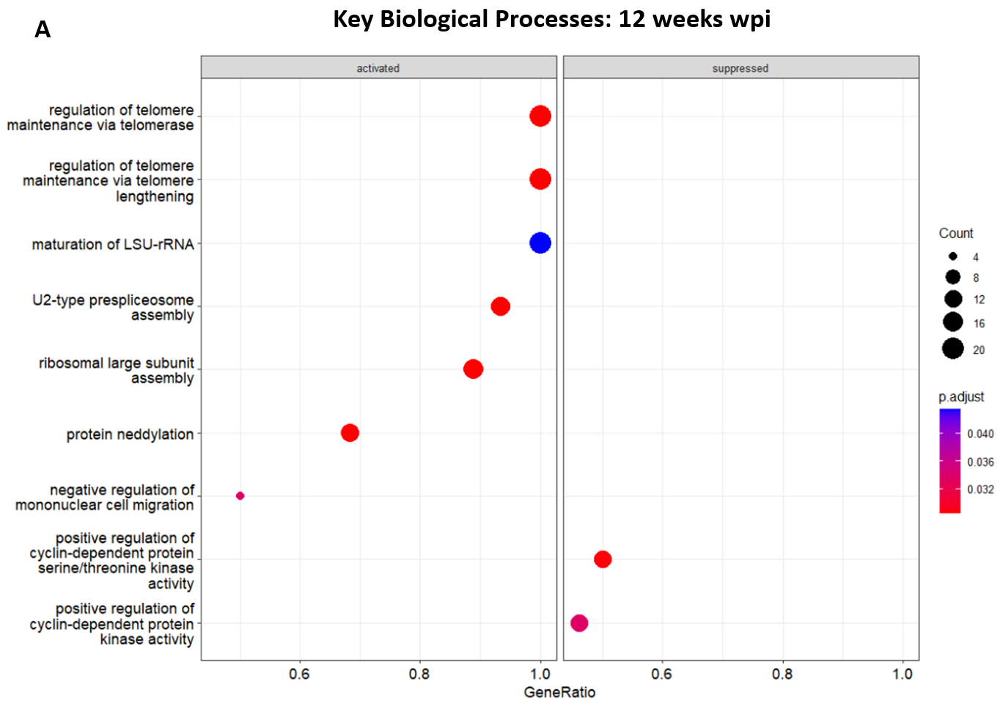 A
Key Biological Processes: 12 weeks wpi
activated
suppressed
regulation of telomere
maintenance via telomerase
regulation of telomere
maintenance via telomere
lengthening
maturation of LSU-rRNA
U2-type prespliceosome
assembly
ribosomal large subunit
assembly
protein neddylation
negative regulation of
mononuclear cell migration
positive regulation of
cyclin-dependent protein
serine/threonine kinase
activity
positive regulation of
cyclin-dependent protein
kinase activity
0.6
0.8
1.0
0.6
0.8
1.0
GeneRatio
Count
4
8
12
16
20
p.adjust
0.040
0.036
0.032